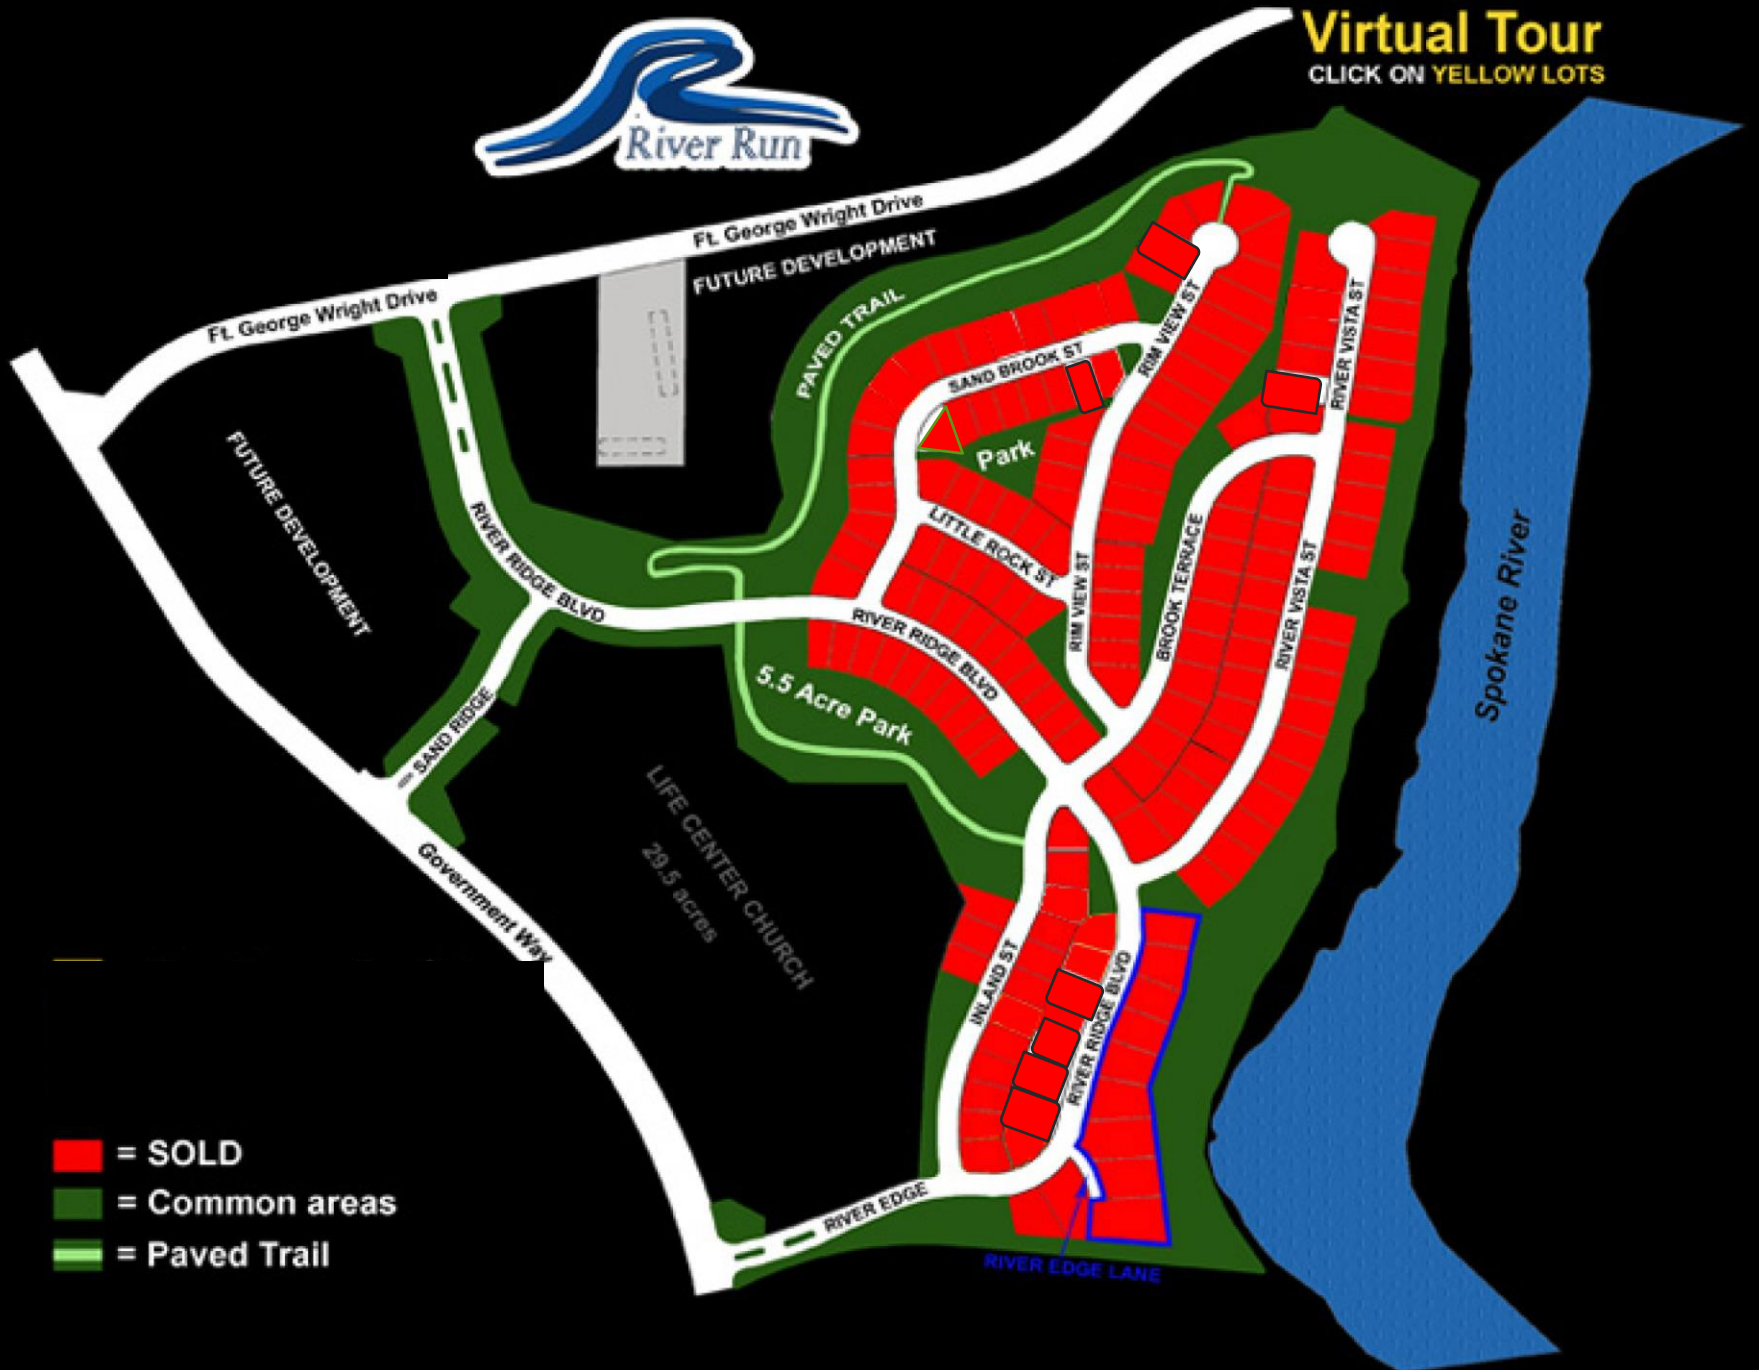 Virtual Tour
CLICK ON YELLOW LOTS
River Run
Ft. George Wright Drive
FUTURE DEVELOPMENT
Ft. George Wright Drive
PAVED TRAIL
RIM VIEW ST
RIVER VISTA ST
SAND BROOK ST
Park
FUTURE DEVELOPMENT
RIVER RIDGE BLVD
LITTLE ROCK ST
RIM VIEW ST
BROOK TERRACE
RIVER VISTA ST
Spokane River
RIVER RIDGE BLVD
5.5 Acre Park
SAND RIDGE
LIFE CENTER CHURCH
29.5 acres
Government Way
INLAND ST
RIVER RIDGE BLVD
RIVER EDGE
RIVER EDGE LANE
= SOLD
= Common areas
= Paved Trail